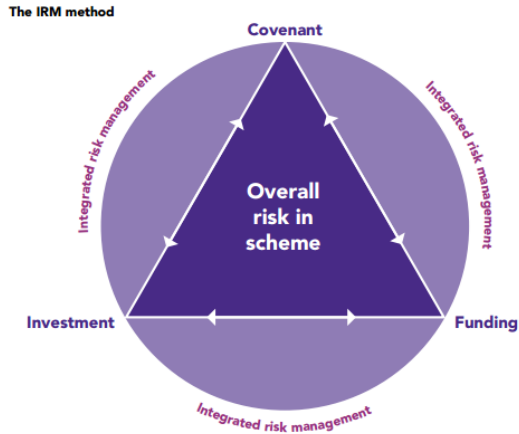 The IRM method
Covenant
Integrated risk management
Integrated risk management
Overall
risk in
scheme
Investment
Funding
Integrated risk management